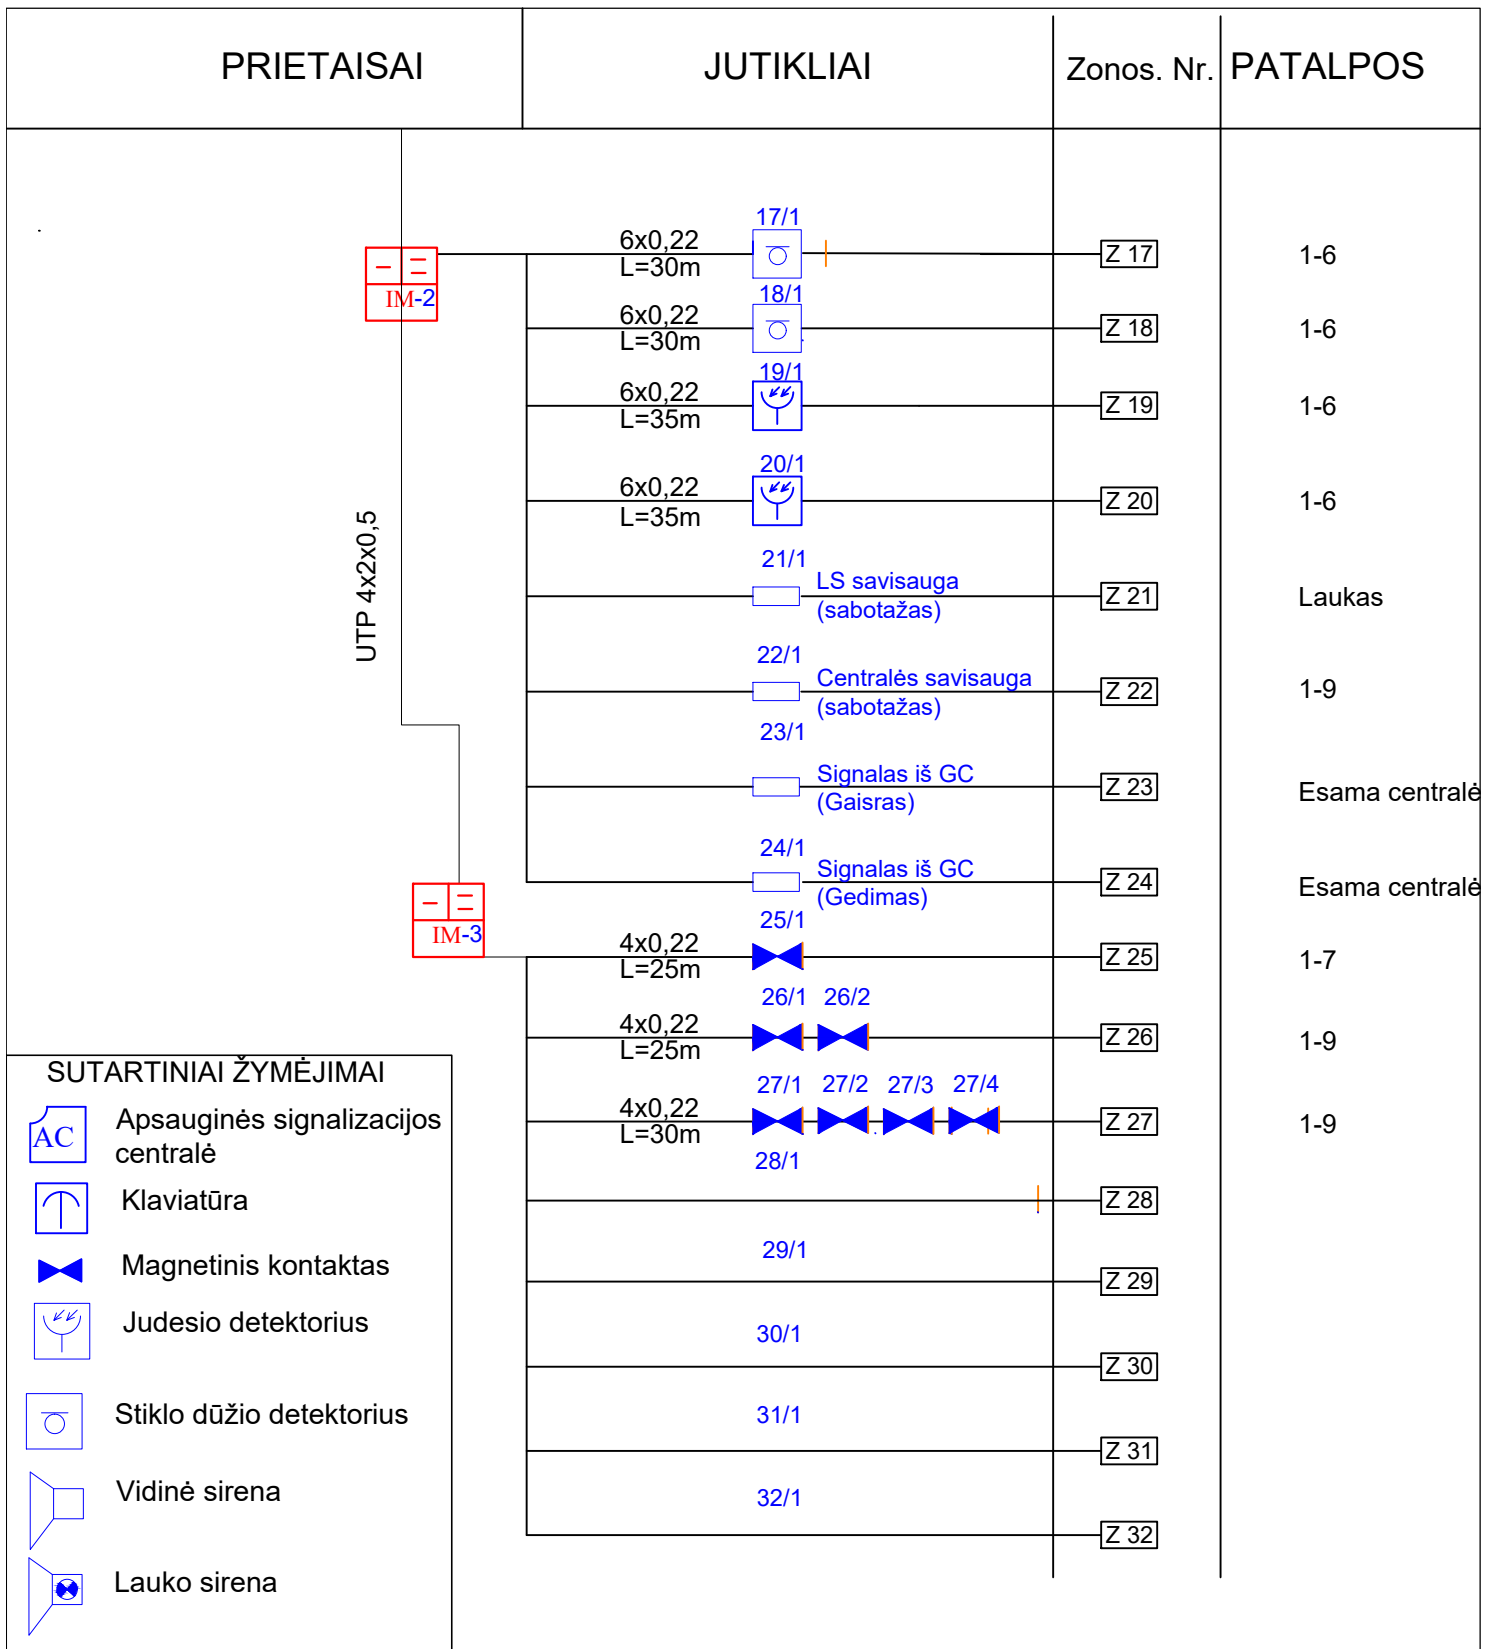 PRIETAISAI
JUTIKLIAI
Zonos. Nr.
PATALPOS
17/1
6x0,22
L=30m
Z 17
1-6
IM-2
18/1
6x0,22
L=30m
Z 18
1-6
19/1
6x0,22
L=35m
Z 19
1-6
20/1
6x0,22
L=35m
Z 20
1-6
UTP 4x2x0,5
21/1
LS savisauga
(sabotažas)
Z 21
Laukas
22/1
Centralės savisauga
(sabotažas)
Z 22
1-9
23/1
Signalas iš GC
(Gaisras)
Z 23
Esama centralė
24/1
Signalas iš GC
(Gedimas)
Z 24
Esama centralė
IM-3
25/1
4x0,22
L=25m
Z 25
1-7
26/1
26/2
4x0,22
L=25m
Z 26
1-9
27/1
27/2
27/3
27/4
4x0,22
L=30m
Z 27
1-9
28/1
Z 28
29/1
Z 29
30/1
Z 30
31/1
Z 31
32/1
Z 32
SUTARTINIAI ŽYMĖJIMAI
AC
Apsauginės signalizacijos
centralė
Klaviatūra
Magnetinis kontaktas
Judesio detektorius
Stiklo dūžio detektorius
Vidinė sirena
Lauko sirena